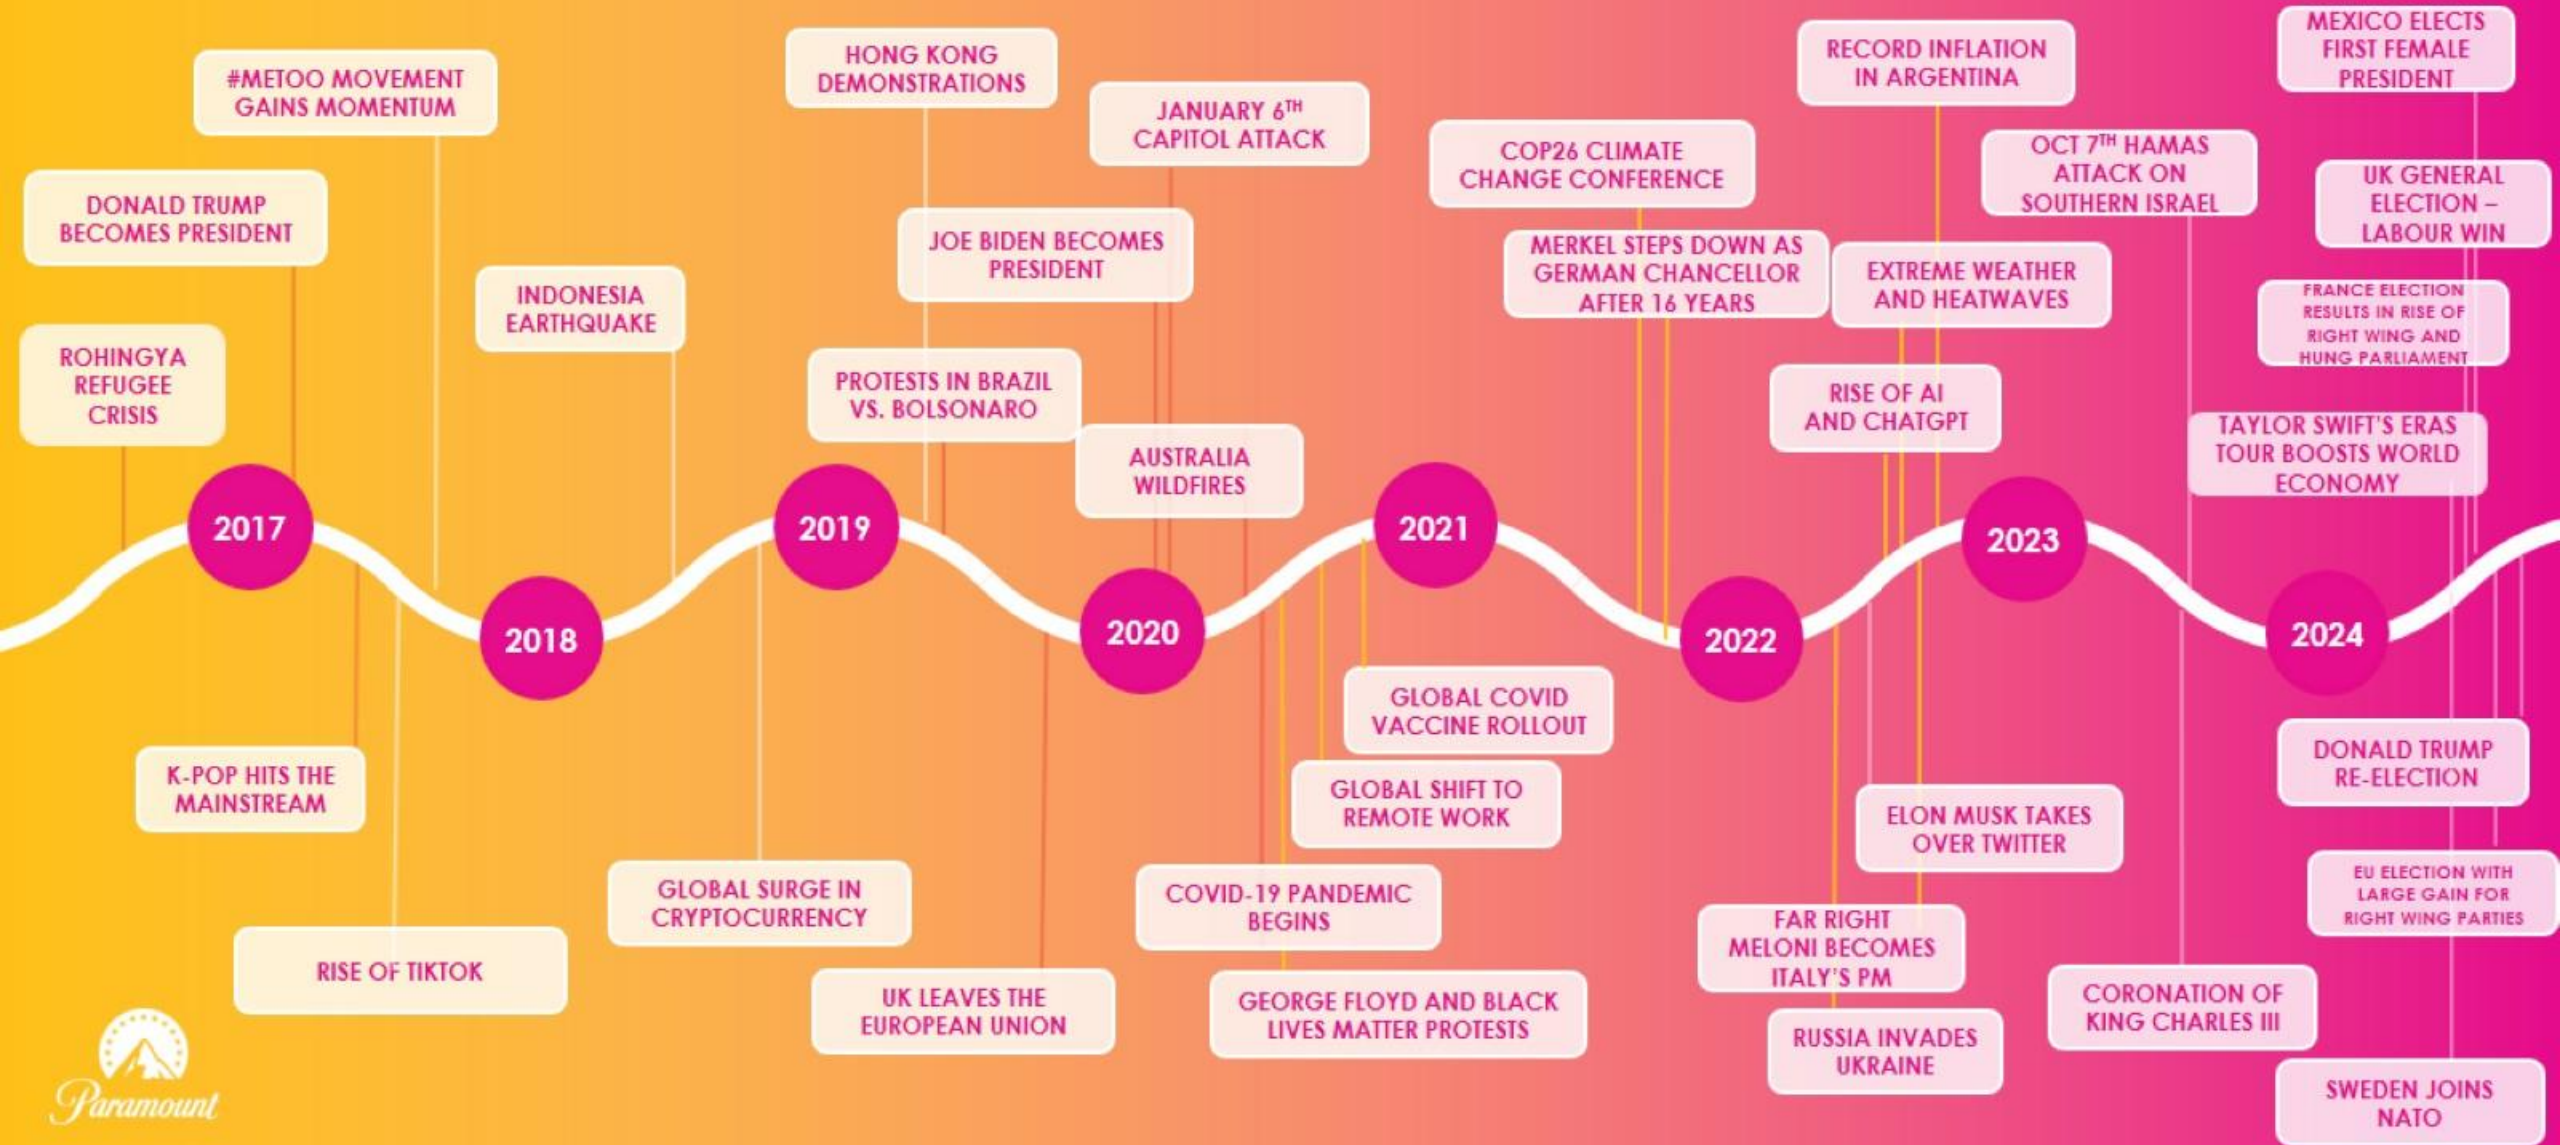 #METOO MOVEMENT
GAINS MOMENTUM
DONALD TRUMP
BECOMES PRESIDENT
ROHINGYA
REFUGEE
CRISIS
INDONESIA
EARTHQUAKE
HONG KONG
DEMONSTRATIONS
JANUARY 6TH
CAPITOL ATTACK
JOE BIDEN BECOMES
PRESIDENT
PROTESTS IN BRAZIL
VS. BOLSONARO
AUSTRALIA
WILDFIRES
COP26 CLIMATE
CHANGE CONFERENCE
MERKEL STEPS DOWN AS
GERMAN CHANCELLOR
AFTER 16 YEARS
RECORD INFLATION
IN ARGENTINA
EXTREME WEATHER
AND HEATWAVES
RISE OF AI
AND CHATGPT
OCT 7TH HAMAS
ATTACK ON
SOUTHERN ISRAEL
MEXICO ELECTS
FIRST FEMALE
PRESIDENT
UK GENERAL
ELECTION –
LABOUR WIN
FRANCE ELECTION
RESULTS IN RISE OF
RIGHT WING AND
HUNG PARLIAMENT
TAYLOR SWIFT'S ERAS
TOUR BOOSTS WORLD
ECONOMY
2017
2018
2019
2020
2021
2022
2023
2024
K-POP HITS THE
MAINSTREAM
RISE OF TIKTOK
GLOBAL SURGE IN
CRYPTOCURRENCY
UK LEAVES THE
EUROPEAN UNION
GLOBAL COVID
VACCINE ROLLOUT
GLOBAL SHIFT TO
REMOTE WORK
COVID-19 PANDEMIC
BEGINS
GEORGE FLOYD AND BLACK
LIVES MATTER PROTESTS
ELON MUSK TAKES
OVER TWITTER
FAR RIGHT
MELONI BECOMES
ITALY'S PM
RUSSIA INVADES
UKRAINE
CORONATION OF
KING CHARLES III
DONALD TRUMP
RE-ELECTION
EU ELECTION WITH
LARGE GAIN FOR
RIGHT WING PARTIES
SWEDEN JOINS
NATO
Paramount